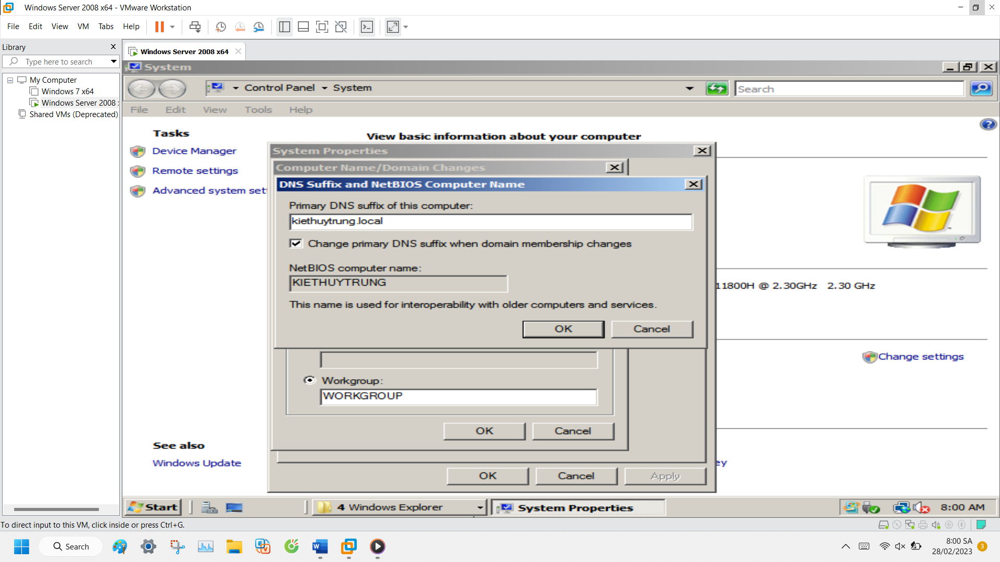 Windows Server 2008 x64 - VMware Workstation
File Edit View VM Tabs Help
Library
Type here to search
My Computer
Windows 7 x64
Windows Server 2008
Shared VMs (Deprecated)
Windows Server 2008 x64
System
Control Panel System
Search
File Edit View Tools Help
Tasks
Device Manager
Remote settings
Advanced system set
See also
Windows Update
View basic information about your computer
System Properties
Computer Name/Domain Changes
DNS Suffix and NetBIOS Computer Name
Primary DNS suffix of this computer:
kiethuytrung.local
Change primary DNS suffix when domain membership changes
NetBIOS computer name:
KIETHUYTRUNG
This name is used for interoperability with older computers and services.
OK Cancel
Workgroup:
WORKGROUP
OK Cancel
OK Cancel Apply
11800H @ 2.30GHz 2.30 GHz
Change settings
ey
Start
4 Windows Explorer
System Properties
8:00 AM
To direct input to this VM, click inside or press Ctrl+G.
Search
8:00 SA
28/02/2023
3